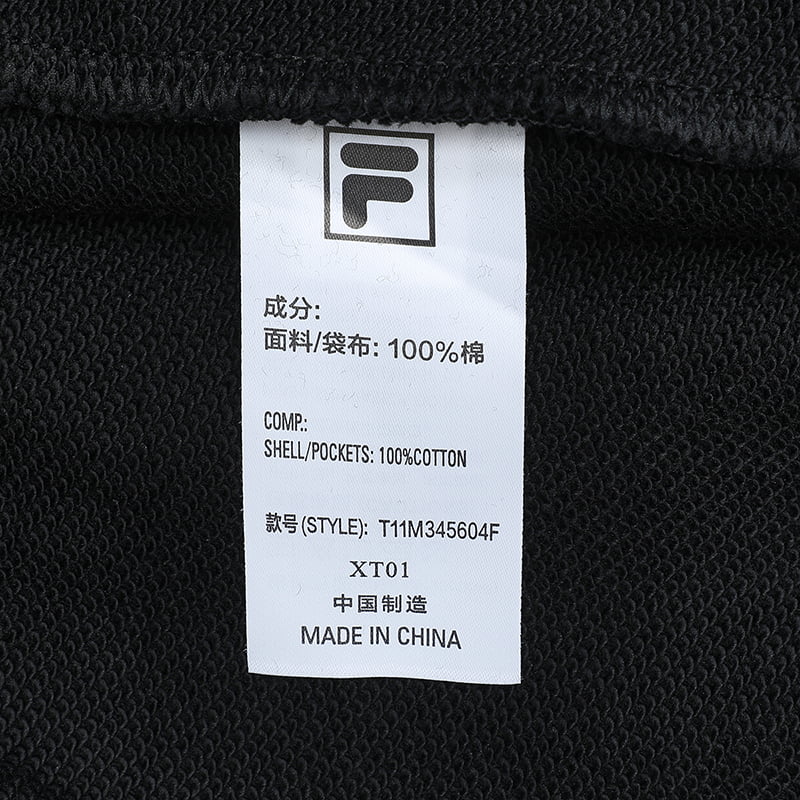 F
成分:
面料/袋布: 100%棉
COMP.:
SHELL/POCKETS: 100%COTTON
款号(STYLE): T11M345604F
XT01
中国制造
MADE IN CHINA